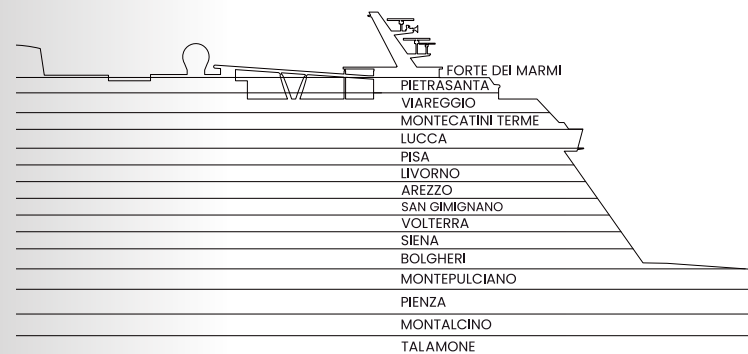 FORTE DEI MARMI
PIETRASANTA
VIAREGGIO
MONTECATINI TERME
LUCCA
PISA
LIVORNO
AREZZO
SAN GIMIGNANO
VOLTERRA
SIENA
BOLGHERI
MONTEPULCIANO
PIENZA
MONTALCINO
TALAMONE